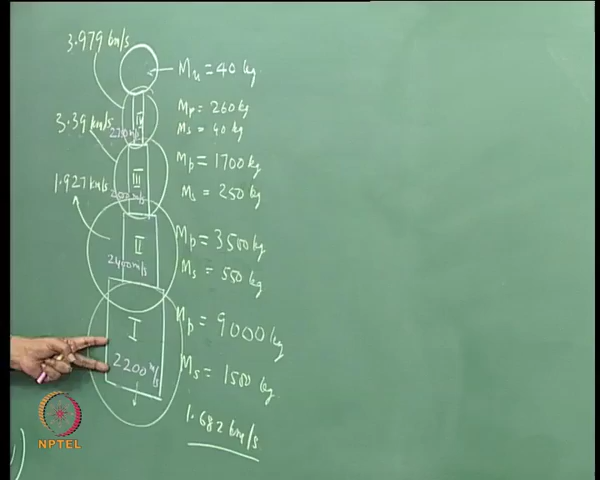 3.979 km/s
Mu = 40 kg
Mp = 260 kg
IV
3.39 km/s
Ms = 40 kg
Mp = 1700 kg
III
1.927 km/s
Ms = 250 kg
II
Mp = 3500 kg
2400 m/s
Ms = 550 kg
I
Mp = 9000 kg
2200 m/s
Ms = 1500 kg
1.682 km/s
NPTEL